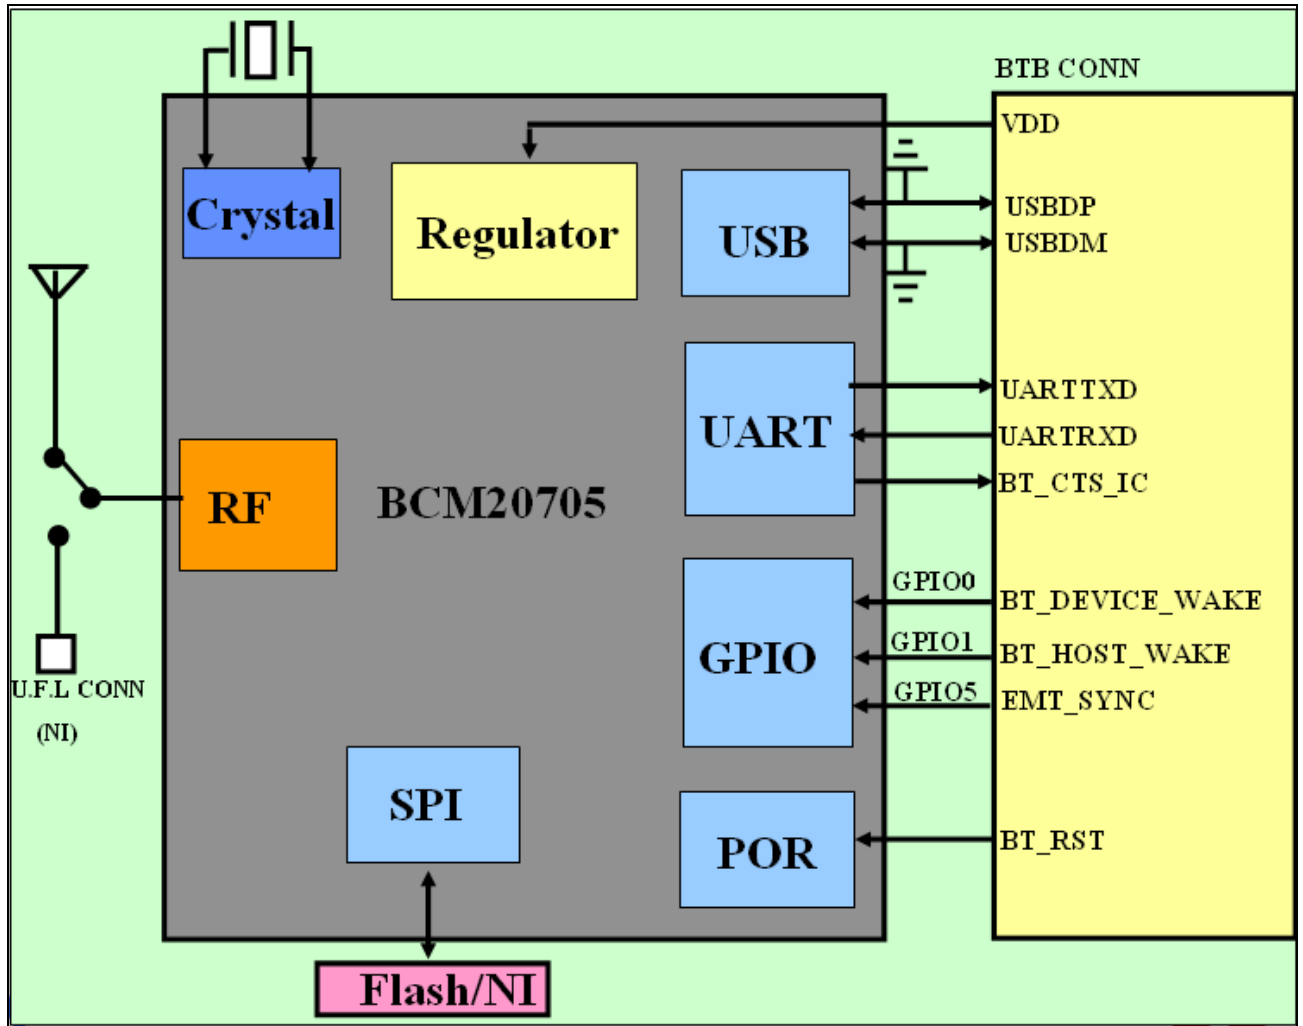 BTB CONN
VDD
Crystal
Regulator
USB
USBDP
USBDM
UART
UARTTXD
UARTRXD
BT_CTS_IC
RF
BCM20705
GPIO
GPIO0
BT_DEVICE_WAKE
GPIO1
BT_HOST_WAKE
GPIO5
EMT_SYNC
U.F.L CONN
(NI)
SPI
POR
BT_RST
Flash/NI